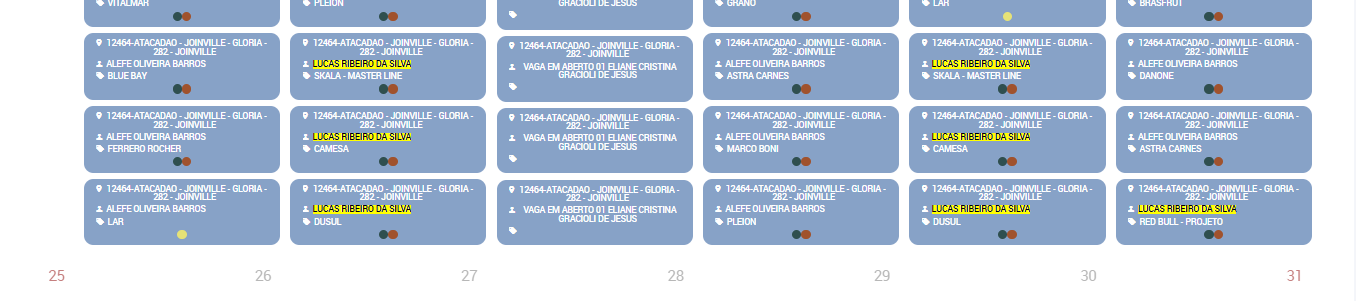 VITALMAR
PLEION
GRACIOLI DE JESUS
GRANO
LAR
BRASFRUT
12464-ATACADAO - JOINVILLE - GLORIA -
282 - JOINVILLE
ALEFE OLIVEIRA BARROS
BLUE BAY
12464-ATACADAO - JOINVILLE - GLORIA -
282 - JOINVILLE
LUCAS RIBEIRO DA SILVA
SKALA - MASTER LINE
12464-ATACADAO - JOINVILLE - GLORIA -
282 - JOINVILLE
VAGA EM ABERTO 01 ELIANE CRISTINA
GRACIOLI DE JESUS
12464-ATACADAO - JOINVILLE - GLORIA -
282 - JOINVILLE
ALEFE OLIVEIRA BARROS
ASTRA CARNES
12464-ATACADAO - JOINVILLE - GLORIA -
282 - JOINVILLE
LUCAS RIBEIRO DA SILVA
SKALA - MASTER LINE
12464-ATACADAO - JOINVILLE - GLORIA -
282 - JOINVILLE
ALEFE OLIVEIRA BARROS
DANONE
12464-ATACADAO - JOINVILLE - GLORIA -
282 - JOINVILLE
ALEFE OLIVEIRA BARROS
FERRERO ROCHER
12464-ATACADAO - JOINVILLE - GLORIA -
282 - JOINVILLE
LUCAS RIBEIRO DA SILVA
CAMESA
12464-ATACADAO - JOINVILLE - GLORIA -
282 - JOINVILLE
VAGA EM ABERTO 01 ELIANE CRISTINA
GRACIOLI DE JESUS
12464-ATACADAO - JOINVILLE - GLORIA -
282 - JOINVILLE
ALEFE OLIVEIRA BARROS
MARCO BONI
12464-ATACADAO - JOINVILLE - GLORIA -
282 - JOINVILLE
LUCAS RIBEIRO DA SILVA
CAMESA
12464-ATACADAO - JOINVILLE - GLORIA -
282 - JOINVILLE
ALEFE OLIVEIRA BARROS
ASTRA CARNES
12464-ATACADAO - JOINVILLE - GLORIA -
282 - JOINVILLE
ALEFE OLIVEIRA BARROS
LAR
12464-ATACADAO - JOINVILLE - GLORIA -
282 - JOINVILLE
LUCAS RIBEIRO DA SILVA
DUSUL
12464-ATACADAO - JOINVILLE - GLORIA -
282 - JOINVILLE
VAGA EM ABERTO 01 ELIANE CRISTINA
GRACIOLI DE JESUS
12464-ATACADAO - JOINVILLE - GLORIA -
282 - JOINVILLE
ALEFE OLIVEIRA BARROS
PLEION
12464-ATACADAO - JOINVILLE - GLORIA -
282 - JOINVILLE
LUCAS RIBEIRO DA SILVA
DUSUL
12464-ATACADAO - JOINVILLE - GLORIA -
282 - JOINVILLE
LUCAS RIBEIRO DA SILVA
RED BULL - PROJETO
25 26 27 28 29 30 31